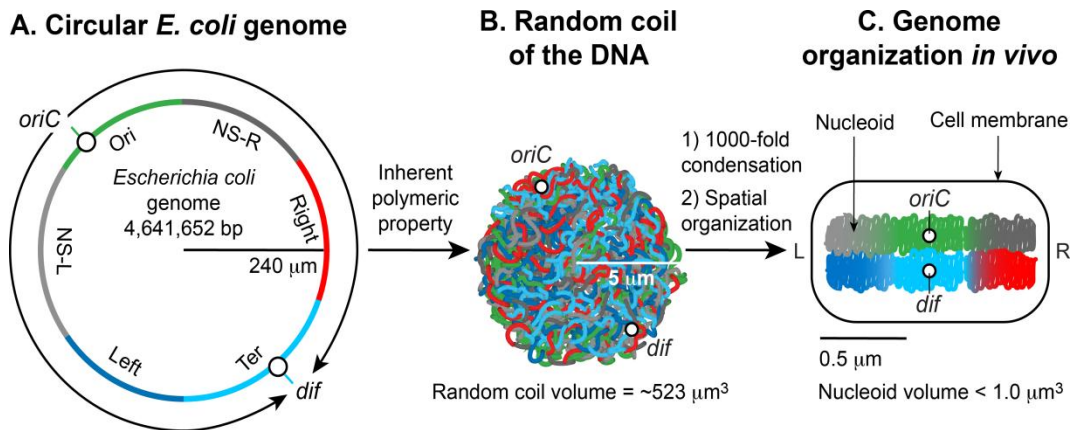 A. Circular E. coli genome
oriC
Ori
NS-R
Escherichia coli
genome
4,641,652 bp
Right
240 μm
NS-L
Left
Ter
dif
Inherent
polymeric
property
B. Random coil
of the DNA
oriC
5 μm
dif
Random coil volume = ~523 μm³
1) 1000-fold
condensation
2) Spatial
organization
C. Genome
organization in vivo
Nucleoid
Cell membrane
oriC
L
R
dif
0.5 μm
Nucleoid volume < 1.0 μm³